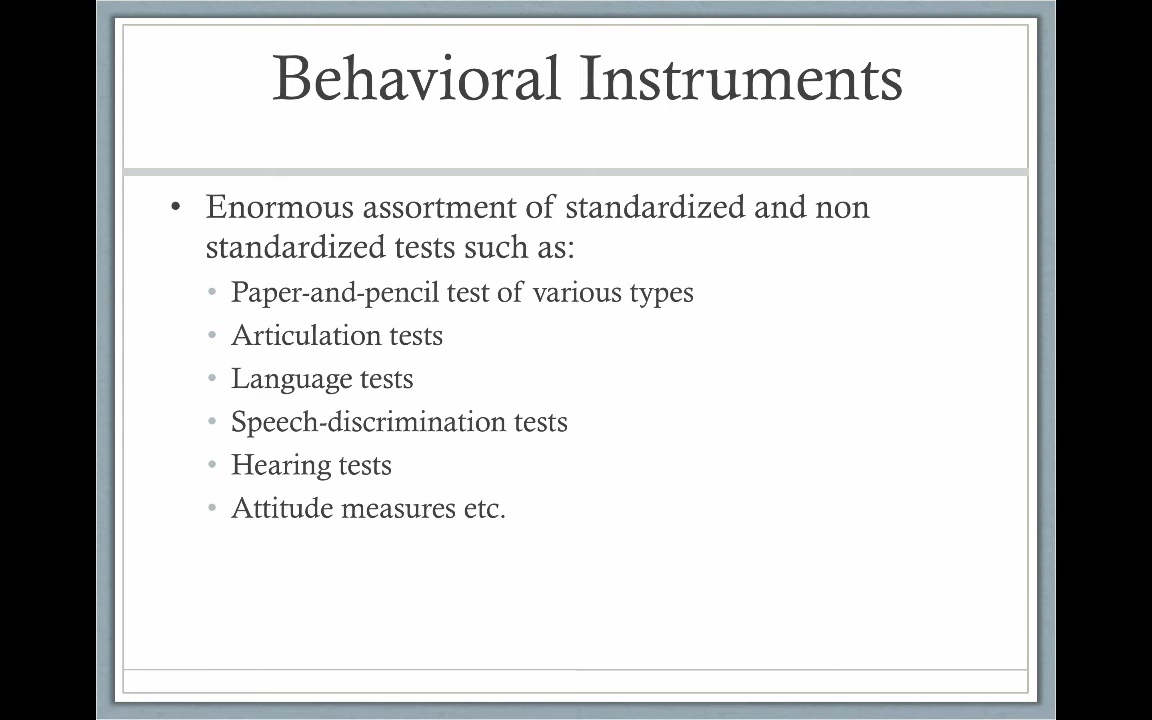 Behavioral Instruments
• Enormous assortment of standardized and non
standardized tests such as:
• Paper-and-pencil test of various types
• Articulation tests
• Language tests
• Speech-discrimination tests
• Hearing tests
• Attitude measures etc.